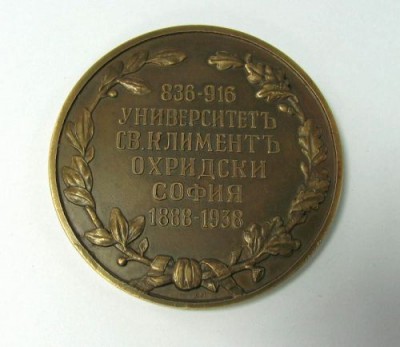 836-916
УНИВЕРСИТЕТЪ
СВ.КЛИМЕНТЪ
ОХРИДСКИ
СОФИЯ
1888-1938